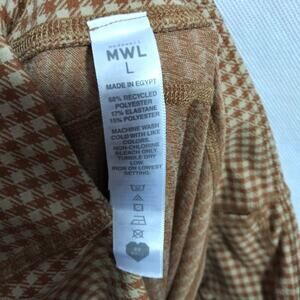 MWL
L
MADE IN EGYPT
68% RECYCLED
POLYESTER
17% ELASTANE
15% POLYESTER
MACHINE WASH
COLD WITH LIKE
COLORS.
NON-CHLORINE
BLEACH ONLY.
TUMBLE DRY
LOW.
IRON ON LOWEST
SETTING.